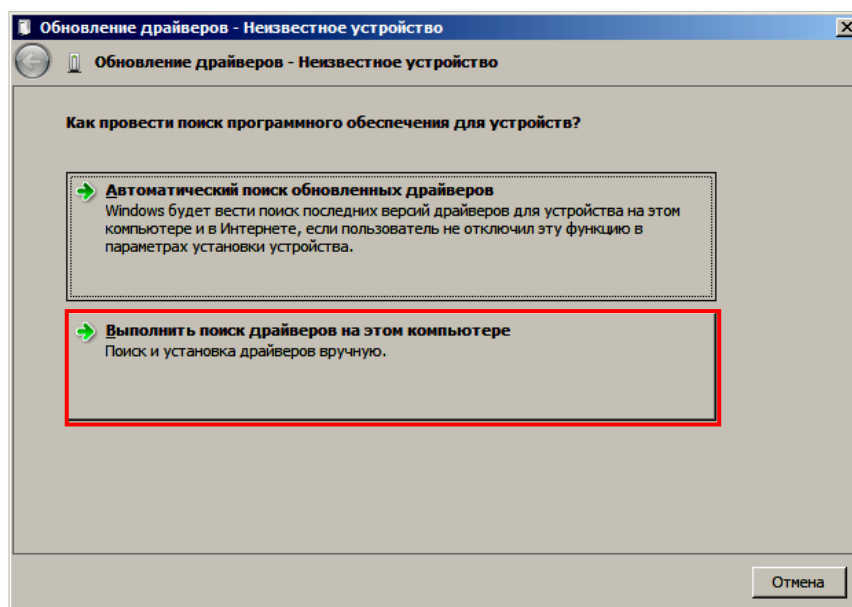 Обновление драйверов - Неизвестное устройство
Обновление драйверов - Неизвестное устройство
Как провести поиск программного обеспечения для устройств?
Автоматический поиск обновленных драйверов
Windows будет вести поиск последних версий драйверов для устройства на этом
компьютере и в Интернете, если пользователь не отключил эту функцию в
параметрах установки устройства.
Выполнить поиск драйверов на этом компьютере
Поиск и установка драйверов вручную.
Отмена